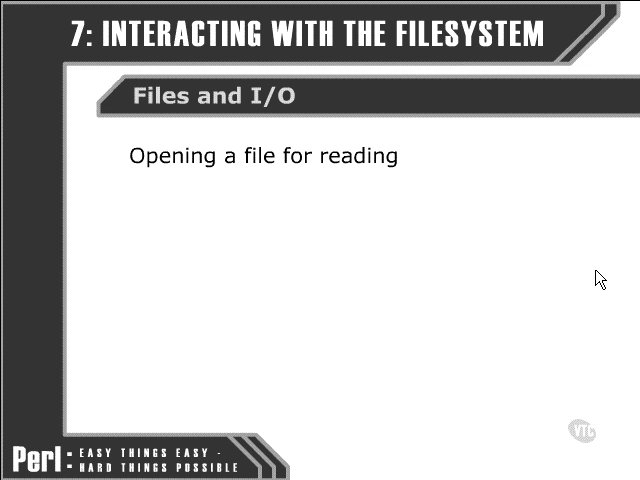 7: INTERACTING WITH THE FILESYSTEM
Files and I/O
Opening a file for reading
VTC
Perl: EASY THINGS EASY -
HARD THINGS POSSIBLE